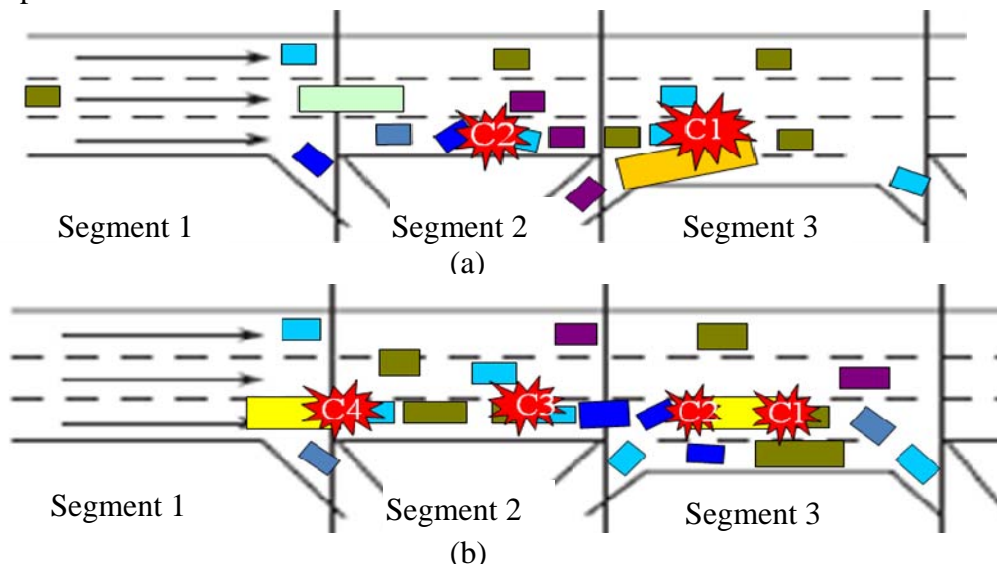 C2 C1
Segment 1 Segment 2 Segment 3
(a)
C4 C3 C2 C1
Segment 1 Segment 2 Segment 3
(b)